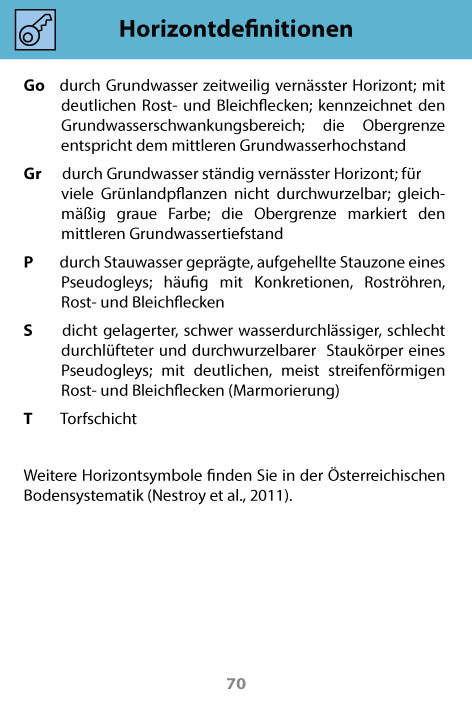 Horizontdefinitionen
Go durch Grundwasser zeitweilig vernässter Horizont; mit
deutlichen Rost- und Bleichflecken; kennzeichnet den
Grundwasserschwankungsbereich; die Obergrenze
entspricht dem mittleren Grundwasserhochstand
Gr durch Grundwasser ständig vernässter Horizont; für
viele Grünlandpflanzen nicht durchwurzelbar; gleich-
mäßig graue Farbe; die Obergrenze markiert den
mittleren Grundwassertiefstand
P durch Stauwasser geprägte, aufgehellte Stauzone eines
Pseudogleys; häufig mit Konkretionen, Roströhren,
Rost- und Bleichflecken
S dicht gelagerter, schwer wasserdurchlässiger, schlecht
durchlüfteter und durchwurzelbarer Staukörper eines
Pseudogleys; mit deutlichen, meist streifenförmigen
Rost- und Bleichflecken (Marmorierung)
T Torfschicht
Weitere Horizontsymbole finden Sie in der Österreichischen
Bodensystematik (Nestroy et al., 2011).
70